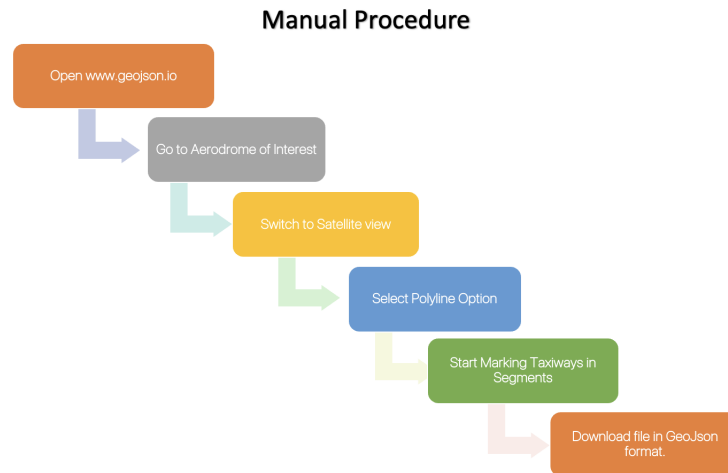 Manual Procedure
Open www.geojson.io
Go to Aerodrome of Interest
Switch to Satellite view
Select Polyline Option
Start Marking Taxiways in
Segments
Download file in GeoJson
format.